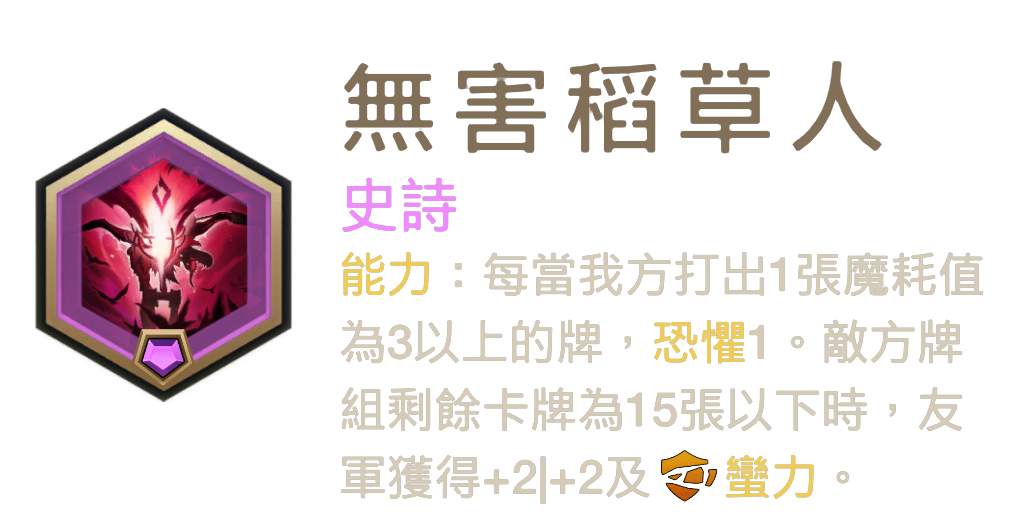 無害稻草人
史詩
能力：每當我方打出1張魔耗值
為3以上的牌，恐懼1。敵方牌
組剩餘卡牌為15張以下時，友
軍獲得+2|+2及蠻力。